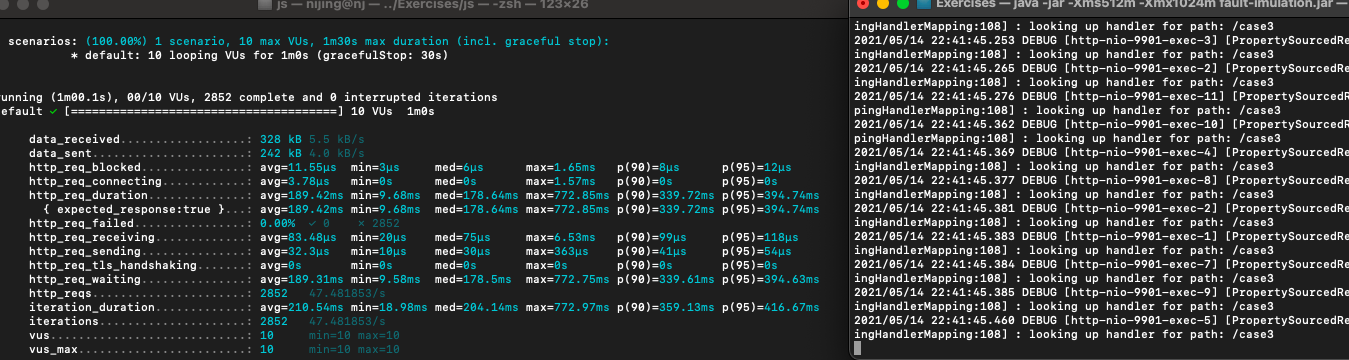 js — nijing@nj — ../Exercises/js — -zsh — 123×26
scenarios: (100.00%) 1 scenario, 10 max VUs, 1m30s max duration (incl. graceful stop):
* default: 10 looping VUs for 1m0s (gracefulStop: 30s)
unning (1m00.1s), 00/10 VUs, 2852 complete and 0 interrupted iterations
efault ✓ [======================================] 10 VUs  1m0s
data_received..................: 328 kB 5.5 kB/s
data_sent......................: 242 kB 4.0 kB/s
http_req_blocked...............: avg=11.55µs  min=3µs     med=6µs      max=1.65ms   p(90)=8µs      p(95)=12µs
http_req_connecting............: avg=3.78µs   min=0s      med=0s       max=1.57ms   p(90)=0s       p(95)=0s
http_req_duration..............: avg=189.42ms min=9.68ms  med=178.64ms max=772.85ms p(90)=339.72ms p(95)=394.74ms
{ expected_response:true }...: avg=189.42ms min=9.68ms  med=178.64ms max=772.85ms p(90)=339.72ms p(95)=394.74ms
http_req_failed................: 0.00%  ✓ 0    ✗ 2852
http_req_receiving.............: avg=83.48µs  min=20µs    med=75µs     max=6.53ms   p(90)=99µs     p(95)=118µs
http_req_sending...............: avg=32.3µs   min=10µs    med=30µs     max=363µs    p(90)=41µs     p(95)=54µs
http_req_tls_handshaking.......: avg=0s       min=0s      med=0s       max=0s       p(90)=0s       p(95)=0s
http_req_waiting...............: avg=189.31ms min=9.58ms  med=178.5ms  max=772.75ms p(90)=339.61ms p(95)=394.63ms
http_reqs......................: 2852   47.481853/s
iteration_duration.............: avg=210.54ms min=18.98ms med=204.14ms max=772.97ms p(90)=359.13ms p(95)=416.67ms
iterations.....................: 2852   47.481853/s
vus............................: 10     min=10 max=10
vus_max........................: 10     min=10 max=10
Exercises — java -jar -Xms512m -Xmx1024m fault-imulation.jar —
ingHandlerMapping:108] : looking up handler for path: /case3
2021/05/14 22:41:45.253 DEBUG [http-nio-9901-exec-3] [PropertySourcedRe
ingHandlerMapping:108] : looking up handler for path: /case3
2021/05/14 22:41:45.265 DEBUG [http-nio-9901-exec-2] [PropertySourcedRe
ingHandlerMapping:108] : looking up handler for path: /case3
2021/05/14 22:41:45.276 DEBUG [http-nio-9901-exec-11] [PropertySourcedR
pingHandlerMapping:108] : looking up handler for path: /case3
2021/05/14 22:41:45.362 DEBUG [http-nio-9901-exec-10] [PropertySourcedR
pingHandlerMapping:108] : looking up handler for path: /case3
2021/05/14 22:41:45.369 DEBUG [http-nio-9901-exec-4] [PropertySourcedRe
ingHandlerMapping:108] : looking up handler for path: /case3
2021/05/14 22:41:45.377 DEBUG [http-nio-9901-exec-8] [PropertySourcedRe
ingHandlerMapping:108] : looking up handler for path: /case3
2021/05/14 22:41:45.381 DEBUG [http-nio-9901-exec-2] [PropertySourcedRe
ingHandlerMapping:108] : looking up handler for path: /case3
2021/05/14 22:41:45.383 DEBUG [http-nio-9901-exec-1] [PropertySourcedRe
ingHandlerMapping:108] : looking up handler for path: /case3
2021/05/14 22:41:45.384 DEBUG [http-nio-9901-exec-7] [PropertySourcedRe
ingHandlerMapping:108] : looking up handler for path: /case3
2021/05/14 22:41:45.385 DEBUG [http-nio-9901-exec-9] [PropertySourcedRe
ingHandlerMapping:108] : looking up handler for path: /case3
2021/05/14 22:41:45.460 DEBUG [http-nio-9901-exec-5] [PropertySourcedRe
ingHandlerMapping:108] : looking up handler for path: /case3